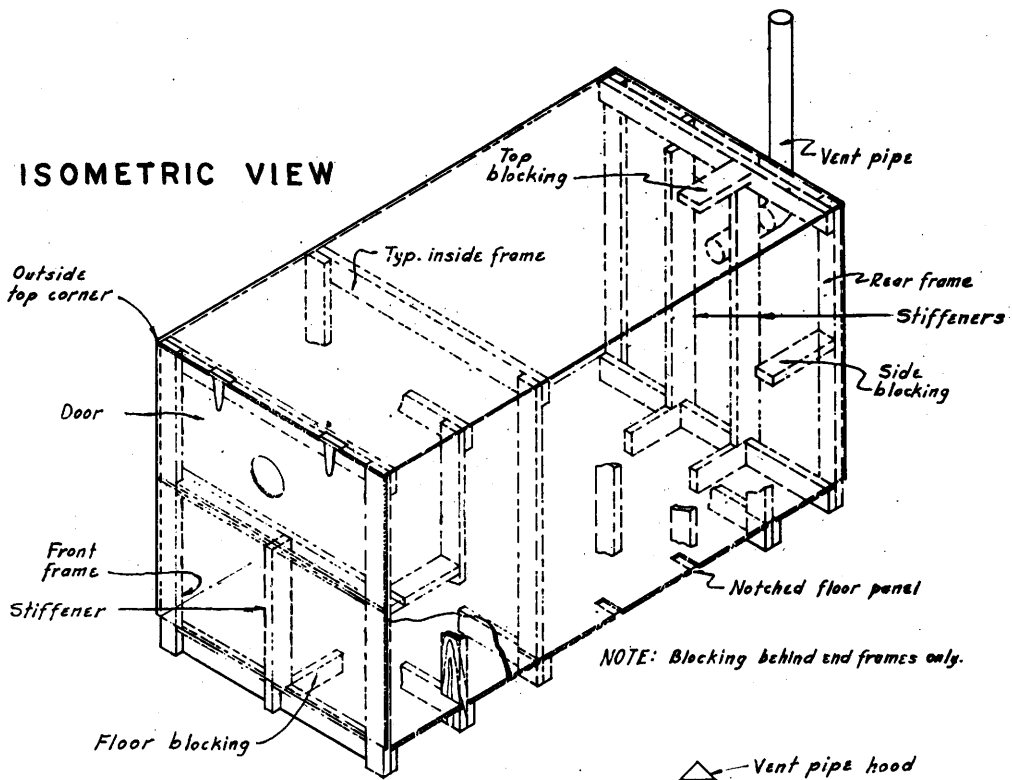 ISOMETRIC VIEW
Top
blocking
Vent pipe
Typ. inside frame
Outside
top corner
Rear frame
Stiffeners
Side
blocking
Door
Front
frame
Stiffener
Notched floor panel
NOTE: Blocking behind end frames only.
Floor blocking
Vent pipe hood